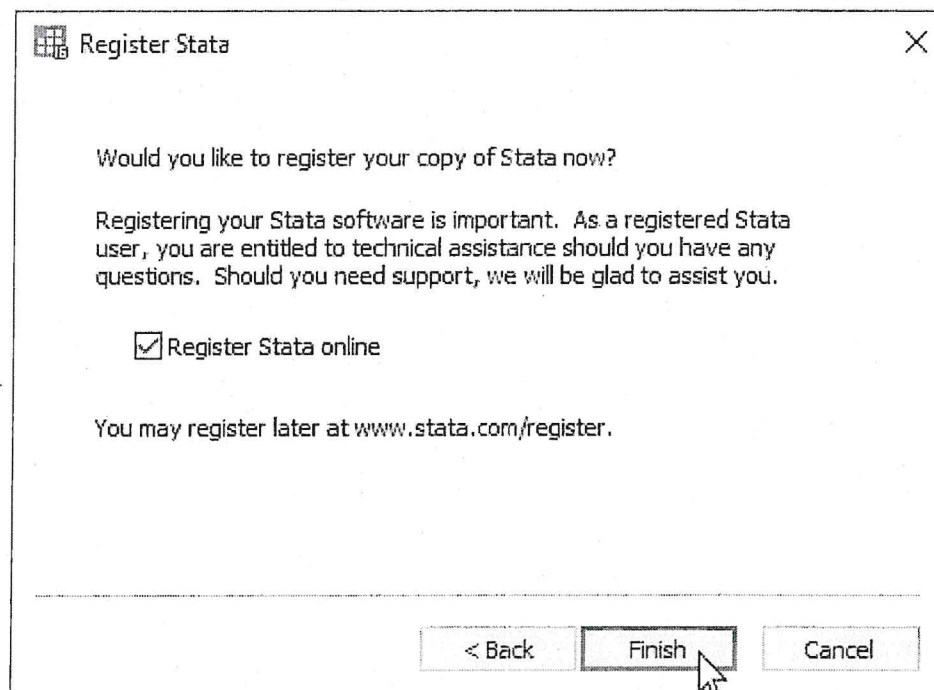 Register Stata
Would you like to register your copy of Stata now?
Registering your Stata software is important. As a registered Stata
user, you are entitled to technical assistance should you have any
questions. Should you need support, we will be glad to assist you.
Register Stata online
You may register later at www.stata.com/register.
< Back
Finish
Cancel